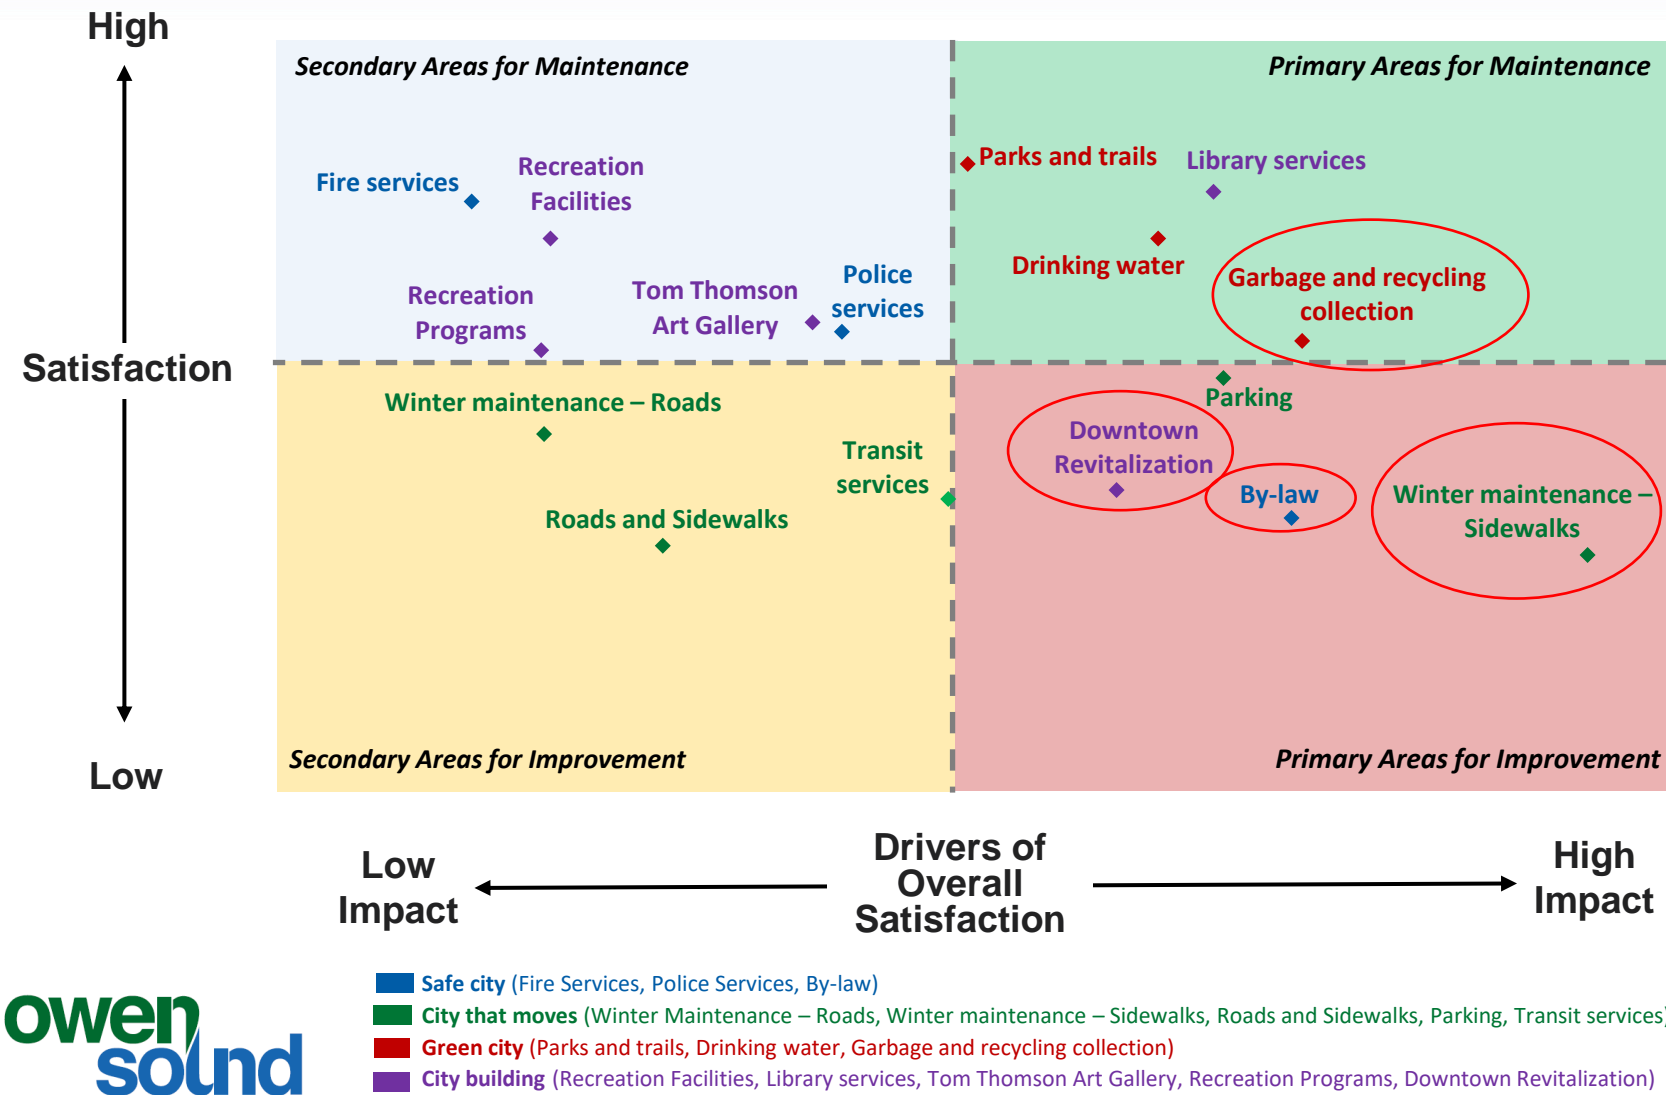 High
Secondary Areas for Maintenance
Primary Areas for Maintenance
Parks and trails
Library services
Fire services
Recreation
Facilities
Drinking water
Police
services
Garbage and recycling
collection
Recreation
Programs
Tom Thomson
Art Gallery
Satisfaction
Winter maintenance – Roads
Parking
Downtown
Revitalization
Transit
services
By-law
Winter maintenance –
Sidewalks
Roads and Sidewalks
Secondary Areas for Improvement
Primary Areas for Improvement
Low
Low
Impact
Drivers of
Overall
Satisfaction
High
Impact
owen
sound
Safe city (Fire Services, Police Services, By-law)
City that moves (Winter Maintenance – Roads, Winter maintenance – Sidewalks, Roads and Sidewalks, Parking, Transit services)
Green city (Parks and trails, Drinking water, Garbage and recycling collection)
City building (Recreation Facilities, Library services, Tom Thomson Art Gallery, Recreation Programs, Downtown Revitalization)